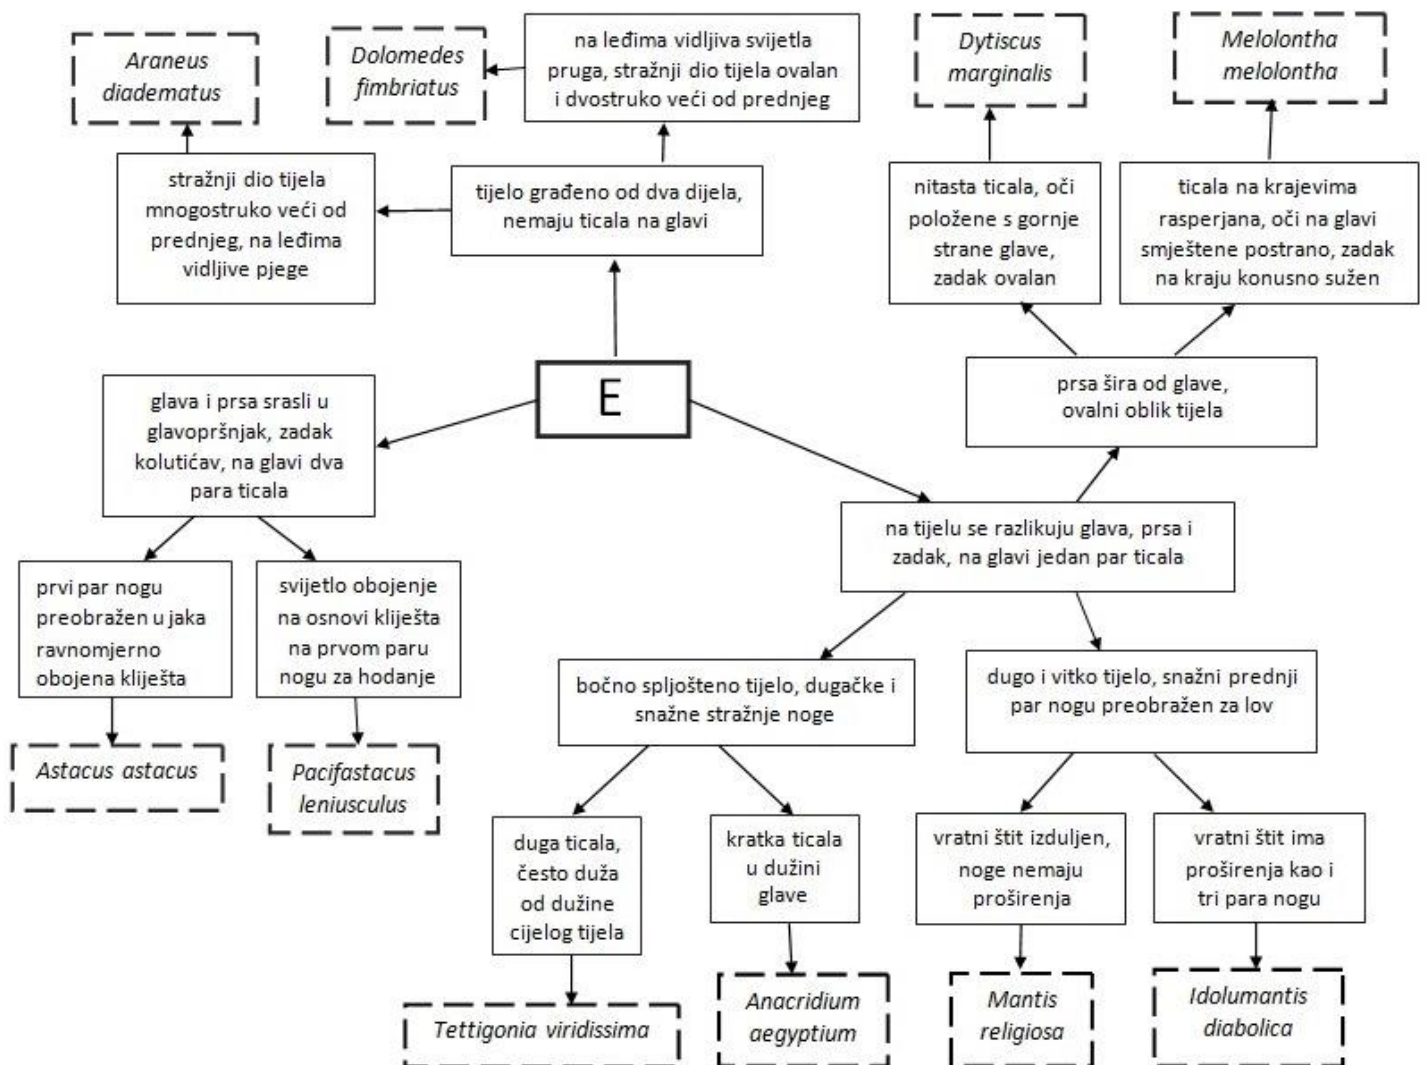 Araneus
diadematus
Dolomedes
fimbriatus
na leđima vidljiva svijetla
pruga, stražnji dio tijela ovalan
i dvostruko veći od prednjeg
Dytiscus
marginalis
Melolontha
melolontha
stražnji dio tijela
mnogostruko veći od
prednjeg, na leđima
vidljive pjege
tijelo građeno od dva dijela,
nemaju ticala na glavi
nitasta ticala, oči
položene s gornje
strane glave,
zadak ovalan
ticala na krajevima
rasperjana, oči na glavi
smještene postrano, zadak
na kraju konusno sužen
E
prsa šira od glave,
ovalni oblik tijela
glava i prsa srasli u
glavopršnjak, zadak
kolutićav, na glavi dva
para ticala
na tijelu se razlikuju glava, prsa i
zadak, na glavi jedan par ticala
prvi par nogu
preobražen u jaka
ravnomjerno
obojena kliješta
svijetlo obojenje
na osnovi kliješta
na prvom paru
nogu za hodanje
bočno spljošteno tijelo, dugačke i
snažne stražnje noge
dugo i vitko tijelo, snažni prednji
par nogu preobražen za lov
Astacus astacus
Pacifastacus
leniusculus
duga ticala,
često duža
od dužine
cijelog tijela
kratka ticala
u dužini
glave
vratni štit izduljen,
noge nemaju
proširenja
vratni štit ima
proširenja kao i
tri para nogu
Tettigonia viridissima
Anacridium
aegyptium
Mantis
religiosa
Idolumantis
diabolica